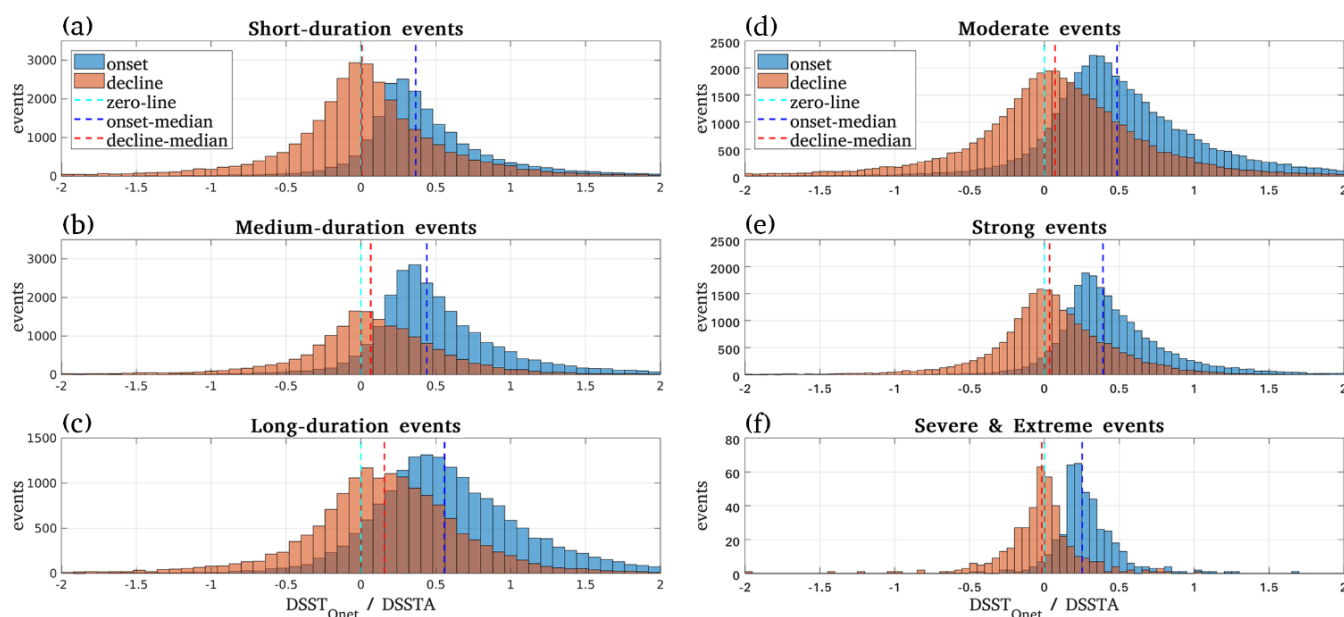 (a) Short-duration events
3000
2000
1000
0
events
onset
decline
zero-line
onset-median
decline-median
-2 -1.5 -1 -0.5 0 0.5 1 1.5 2
(b) Medium-duration events
3000
2000
1000
0
events
-2 -1.5 -1 -0.5 0 0.5 1 1.5 2
(c) Long-duration events
1500
1000
500
0
events
-2 -1.5 -1 -0.5 0 0.5 1 1.5 2
DSST_Qnet / DSSTA
(d) Moderate events
2500
2000
1500
1000
500
0
events
onset
decline
zero-line
onset-median
decline-median
-2 -1.5 -1 -0.5 0 0.5 1 1.5 2
(e) Strong events
2500
2000
1500
1000
500
0
events
-2 -1.5 -1 -0.5 0 0.5 1 1.5 2
(f) Severe & Extreme events
80
60
40
20
0
events
-2 -1.5 -1 -0.5 0 0.5 1 1.5 2
DSST_Qnet / DSSTA